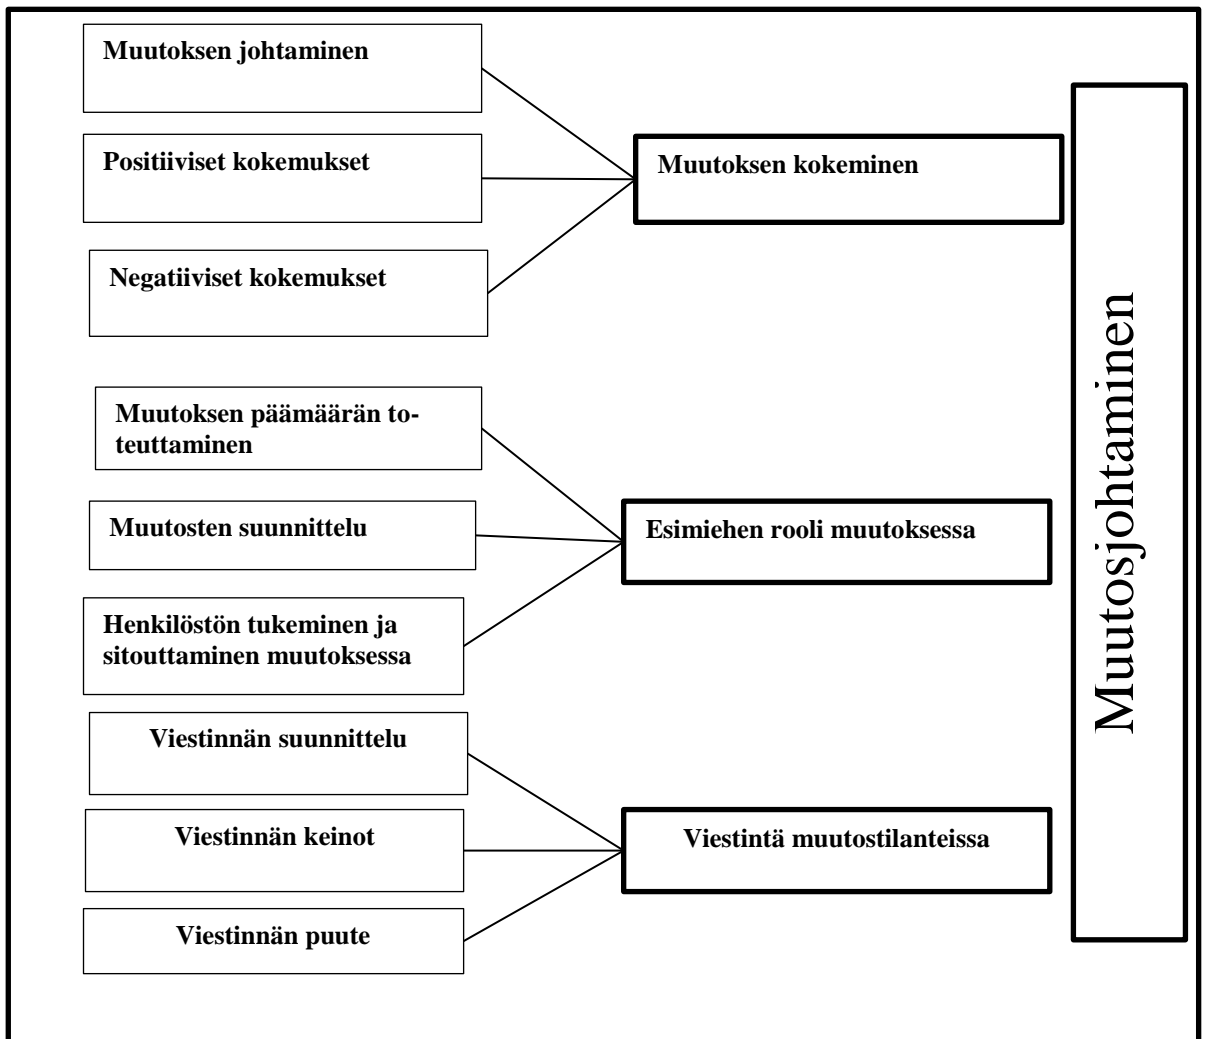 Muutoksen johtaminen
Positiiviset kokemukset
Muutoksen kokeminen
Negatiiviset kokemukset
Muutoksen päämäärän to-
teuttaminen
Muutosten suunnittelu
Esimiehen rooli muutoksessa
Henkilöstön tukeminen ja
sitouttaminen muutoksessa
Viestinnän suunnittelu
Viestinnän keinot
Viestintä muutostilanteissa
Viestinnän puute
Muutosjohtaminen